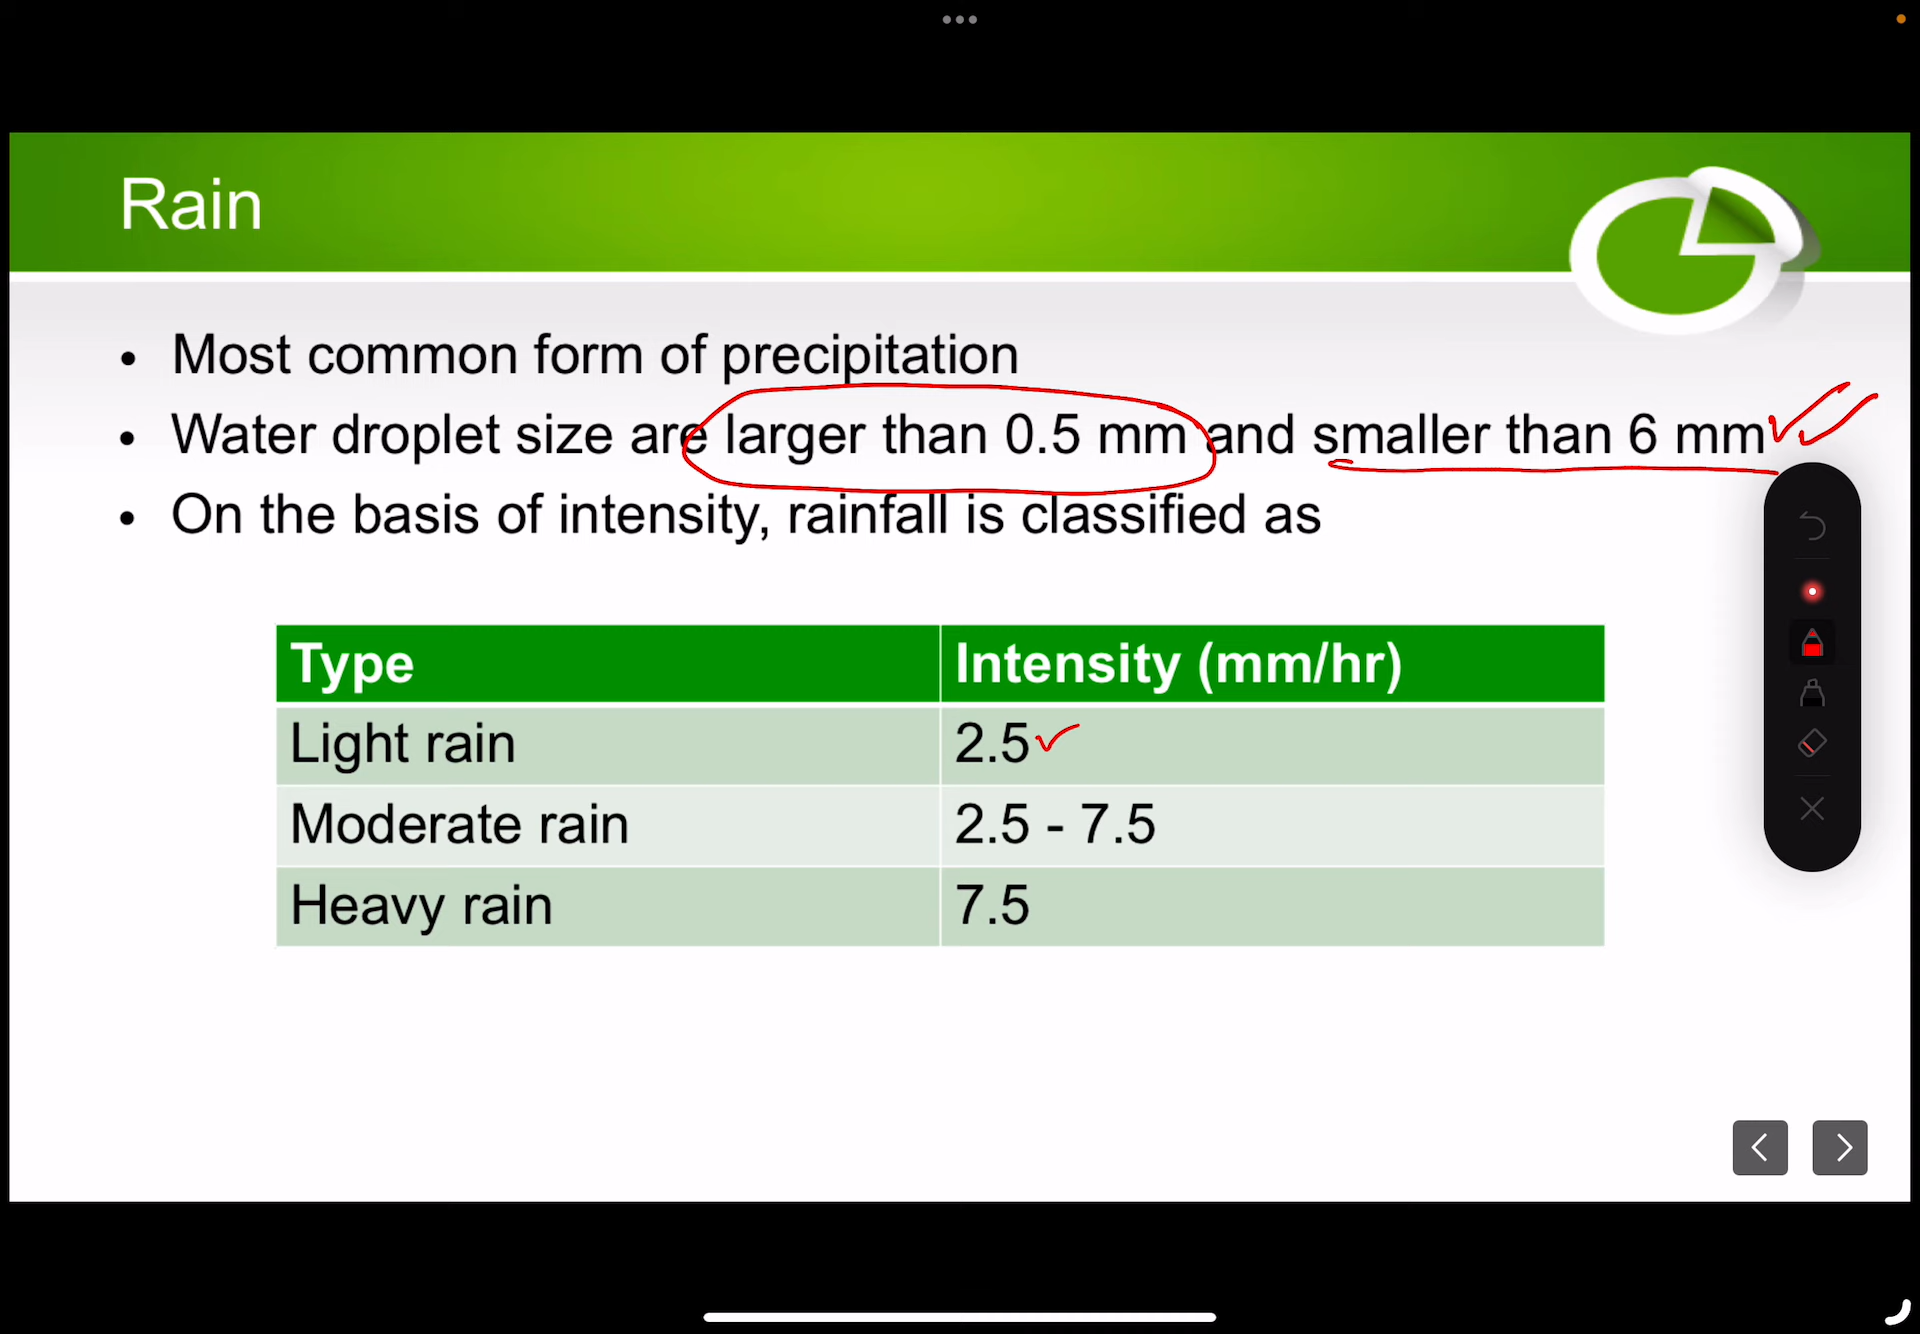 Rain
• Most common form of precipitation
• Water droplet size are larger than 0.5 mm and smaller than 6 mm
• On the basis of intensity, rainfall is classified as
Type Intensity (mm/hr)
Light rain 2.5
Moderate rain 2.5 - 7.5
Heavy rain 7.5